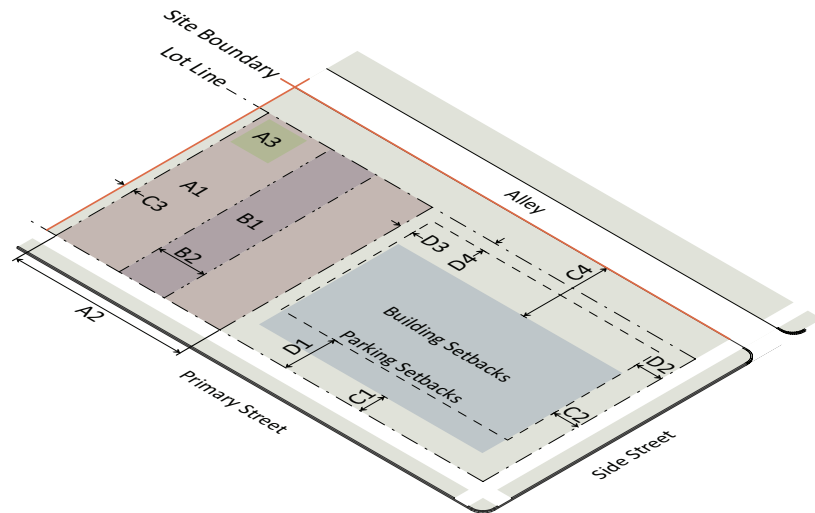 Site Boundary
Lot Line
A3
A1
C3
B1
B2
A2
Alley
D3
D4
C4
Building Setbacks
Parking Setbacks
D1
D2
C1
C2
Primary Street
Side Street